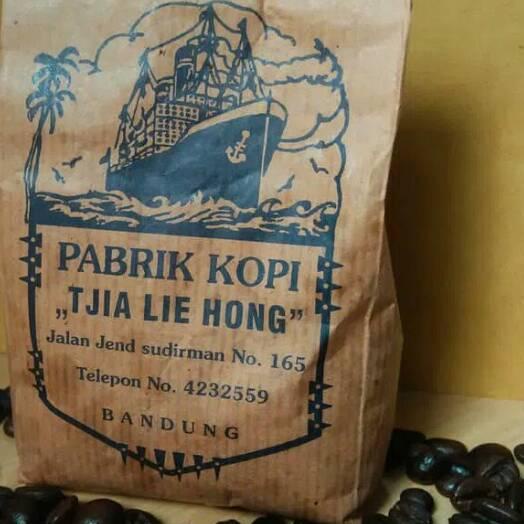 PABRIK KOPI
„TJIA LIE HONG”
Jalan Jend sudirman No. 165
Telepon No. 4232559
BANDUNG